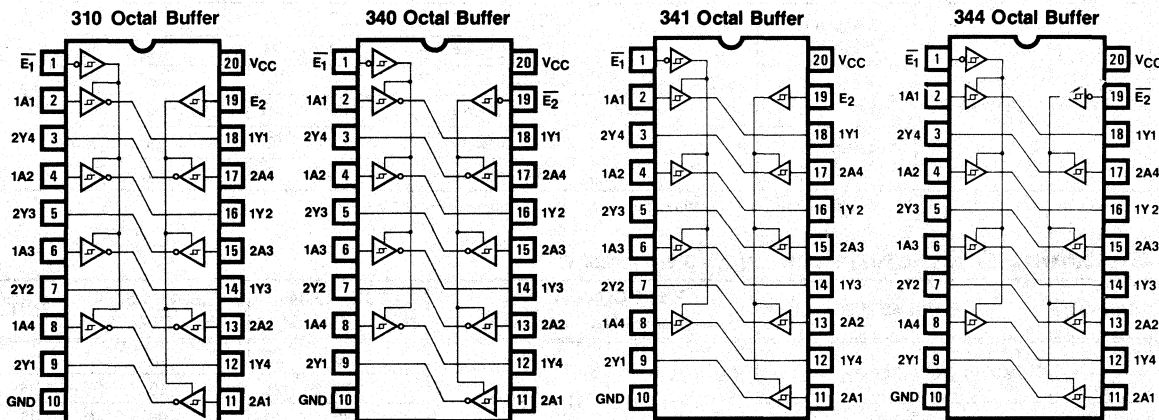 310 Octal Buffer
E̅1̅ 1 20 VCC
1A1 2 19 E2
2Y4 3 18 1Y1
1A2 4 17 2A4
2Y3 5 16 1Y2
1A3 6 15 2A3
2Y2 7 14 1Y3
1A4 8 13 2A2
2Y1 9 12 1Y4
GND 10 11 2A1
340 Octal Buffer
E̅1̅ 1 20 VCC
1A1 2 19 E̅2̅
2Y4 3 18 1Y1
1A2 4 17 2A4
2Y3 5 16 1Y2
1A3 6 15 2A3
2Y2 7 14 1Y3
1A4 8 13 2A2
2Y1 9 12 1Y4
GND 10 11 2A1
341 Octal Buffer
E̅1̅ 1 20 VCC
1A1 2 19 E2
2Y4 3 18 1Y1
1A2 4 17 2A4
2Y3 5 16 1Y2
1A3 6 15 2A3
2Y2 7 14 1Y3
1A4 8 13 2A2
2Y1 9 12 1Y4
GND 10 11 2A1
344 Octal Buffer
E̅1̅ 1 20 VCC
1A1 2 19 E̅2̅
2Y4 3 18 1Y1
1A2 4 17 2A4
2Y3 5 16 1Y2
1A3 6 15 2A3
2Y2 7 14 1Y3
1A4 8 13 2A2
2Y1 9 12 1Y4
GND 10 11 2A1